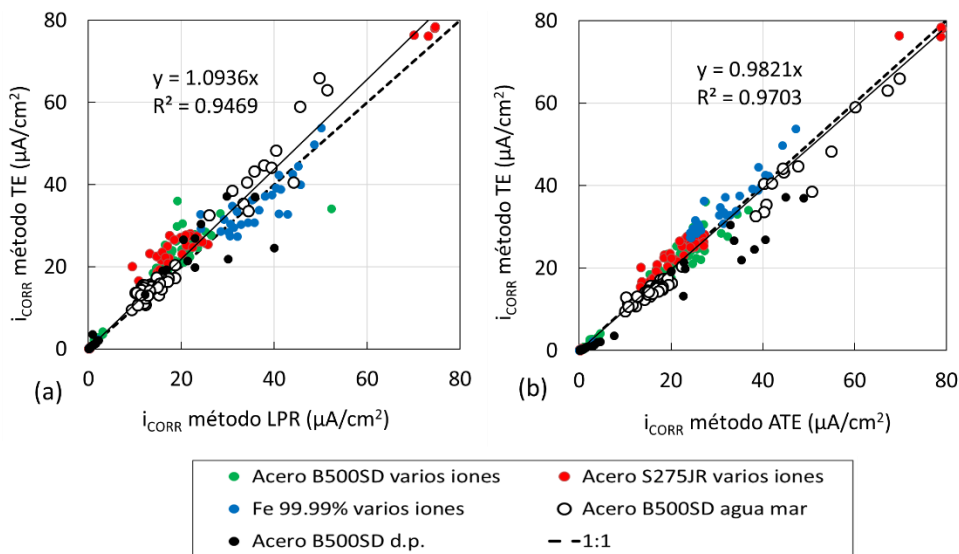 80
60
40
20
0
i_CORR método TE (µA/cm²)
y = 1.0936x
R² = 0.9469
0
20
40
60
80
(a)
i_CORR método LPR (µA/cm²)
80
60
40
20
0
i_CORR método TE (µA/cm²)
y = 0.9821x
R² = 0.9703
0
20
40
60
80
(b)
i_CORR método ATE (µA/cm²)
Acero B500SD varios iones
Acero S275JR varios iones
Fe 99.99% varios iones
Acero B500SD agua mar
Acero B500SD d.p.
1:1